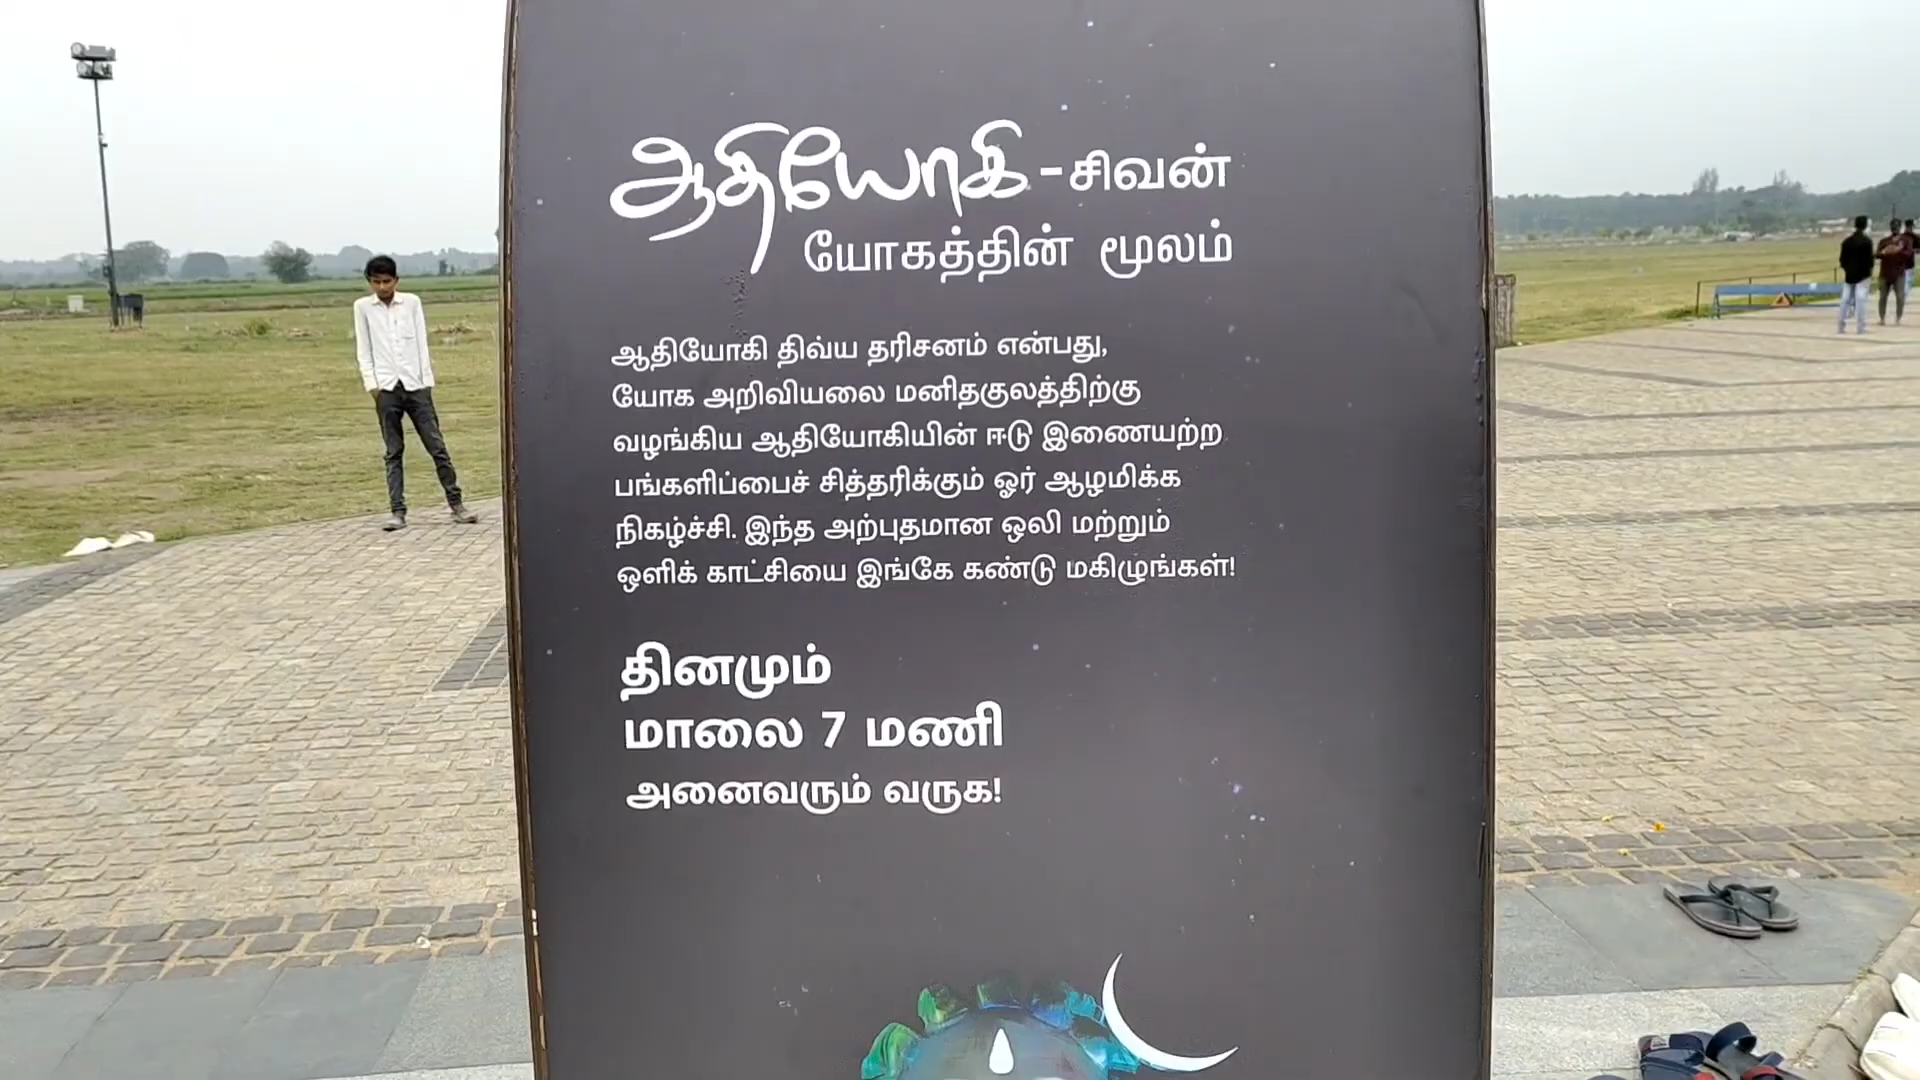 ஆதியோகி -சிவன்
யோகத்தின் மூலம்
ஆதியோகி திவ்ய தரிசனம் என்பது,
யோக அறிவியலை மனிதகுலத்திற்கு
வழங்கிய ஆதியோகியின் ஈடு இணையற்ற
பங்களிப்பைச் சித்தரிக்கும் ஓர் ஆழமிக்க
நிகழ்ச்சி. இந்த அற்புதமான ஒலி மற்றும்
ஒளிக் காட்சியை இங்கே கண்டு மகிழுங்கள்!
தினமும்
மாலை 7 மணி
அனைவரும் வருக!